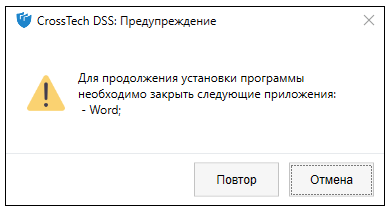 CrossTech DSS: Предупреждение
Для продолжения установки программы
необходимо закрыть следующие приложения:
- Word;
Повтор
Отмена